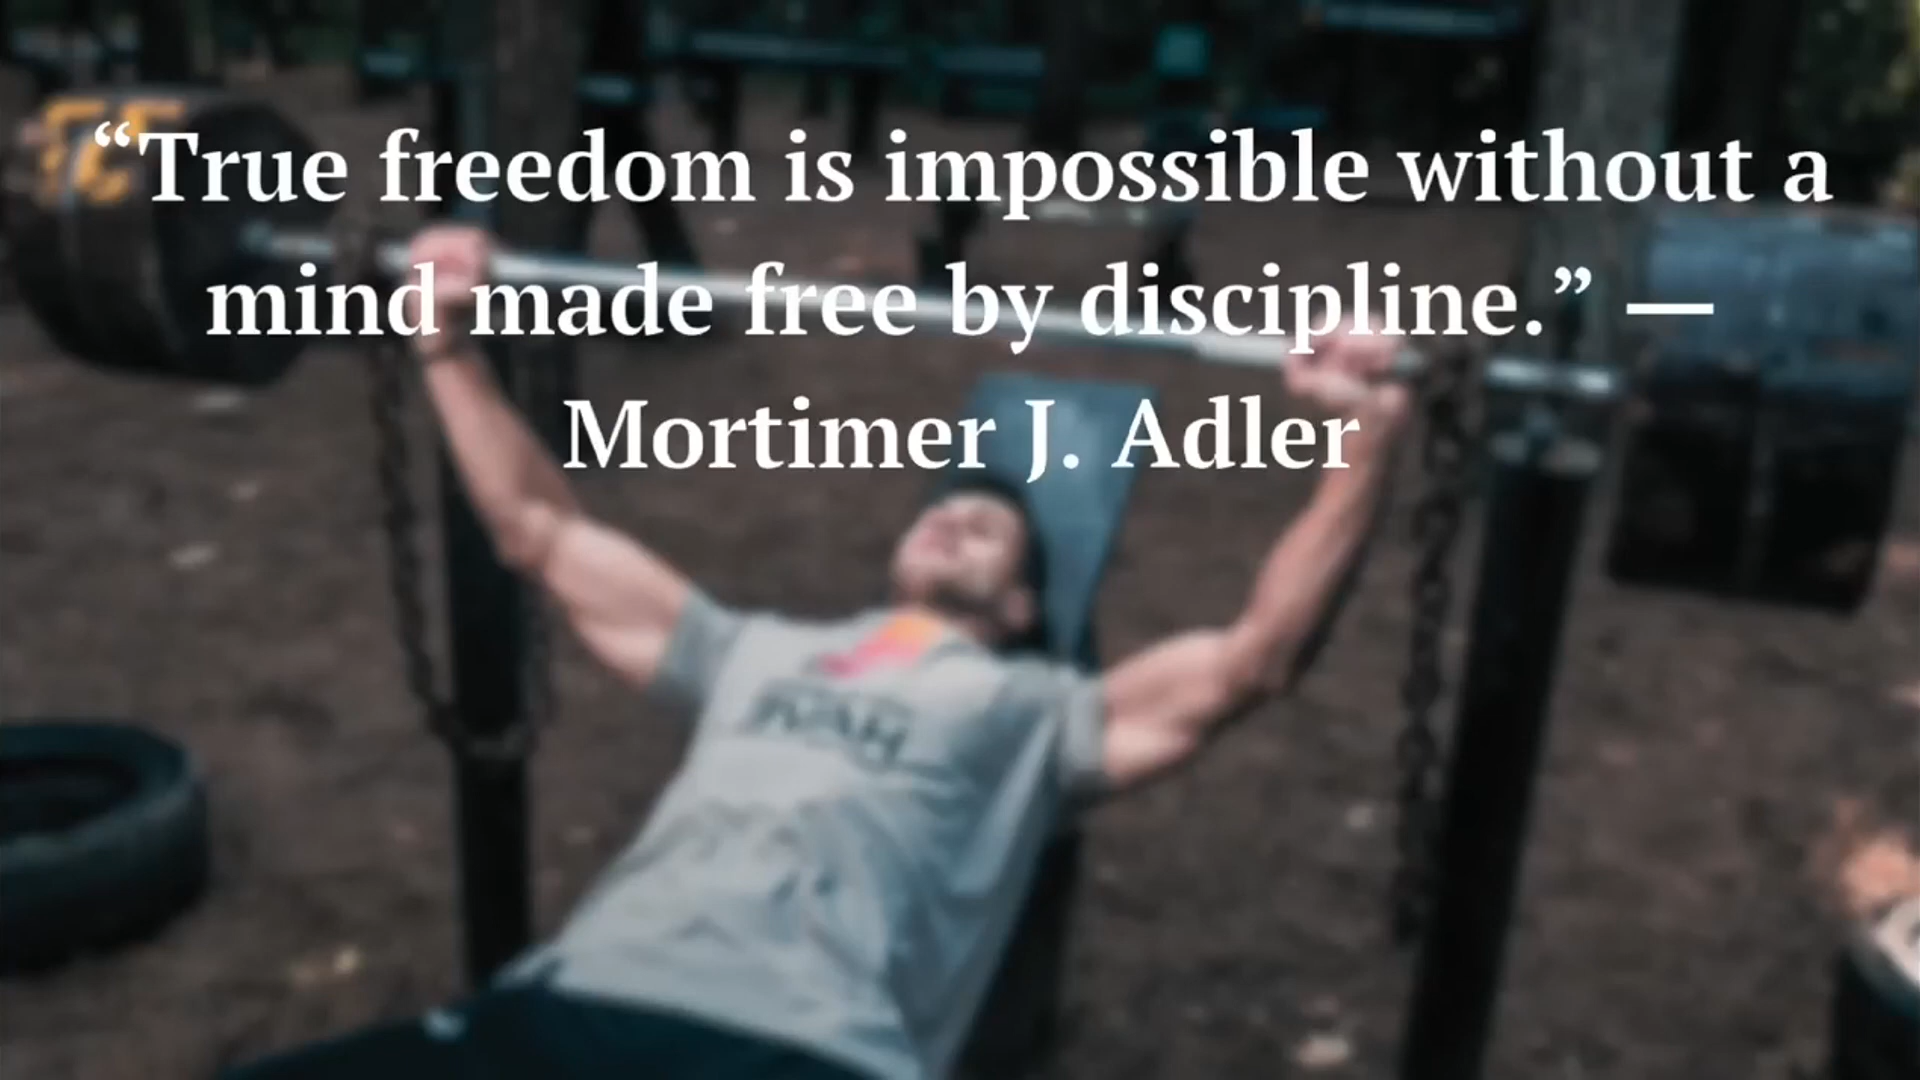 “True freedom is impossible without a
mind made free by discipline.” —
Mortimer J. Adler